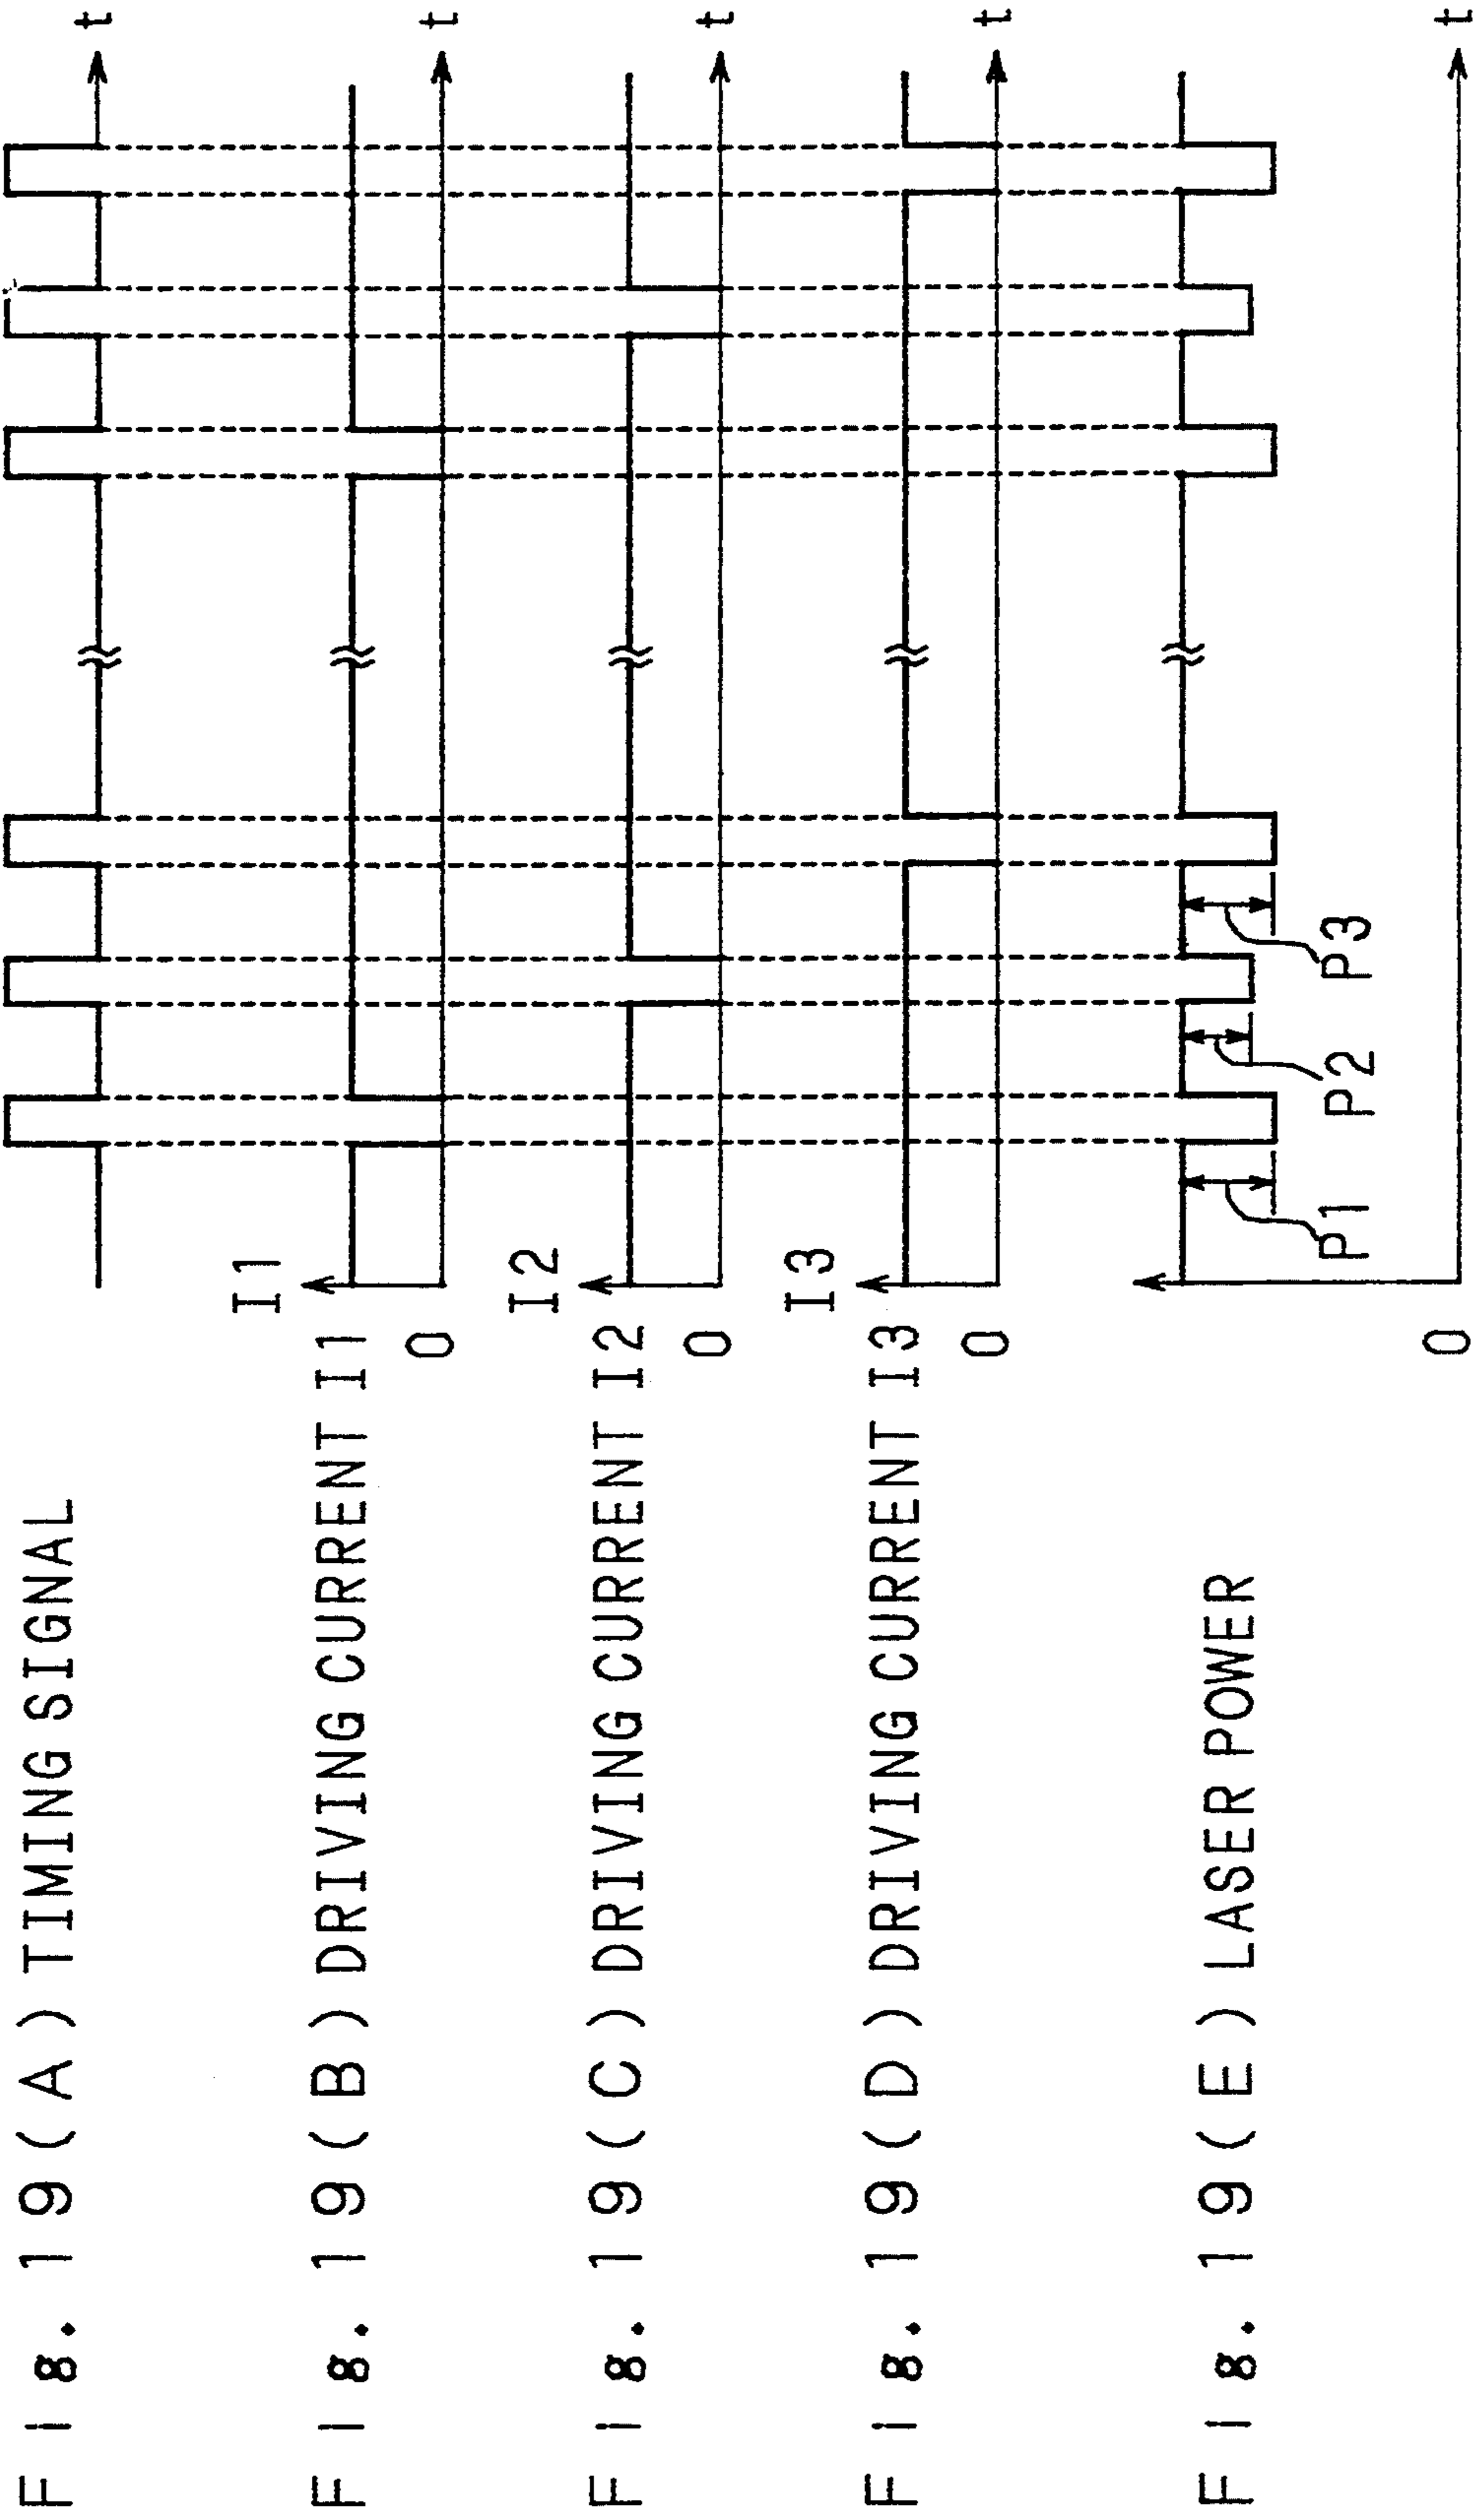 Fig. 19(A) TIMING SIGNAL
t
Fig. 19(B) DRIVING CURRENT I1
I1
0
t
Fig. 19(C) DRIVING CURRENT I2
I2
0
t
Fig. 19(D) DRIVING CURRENT I3
I3
0
t
Fig. 19(E) LASER POWER
P1
P2
P3
0
t